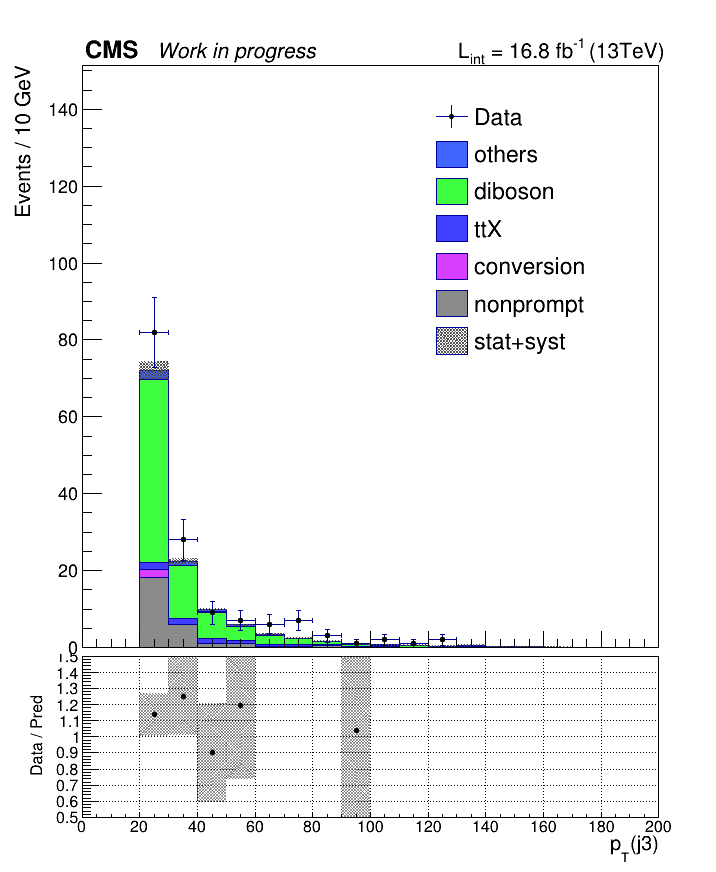 CMS Work in progress L_int = 16.8 fb^-1 (13TeV)
Events / 10 GeV
140
120
100
80
60
40
20
0
Data
others
diboson
ttX
conversion
nonprompt
stat+syst
Data / Pred
1.5
1.4
1.3
1.2
1.1
1
0.9
0.8
0.7
0.6
0.5
0 20 40 60 80 100 120 140 160 180 200
p_T(j3)